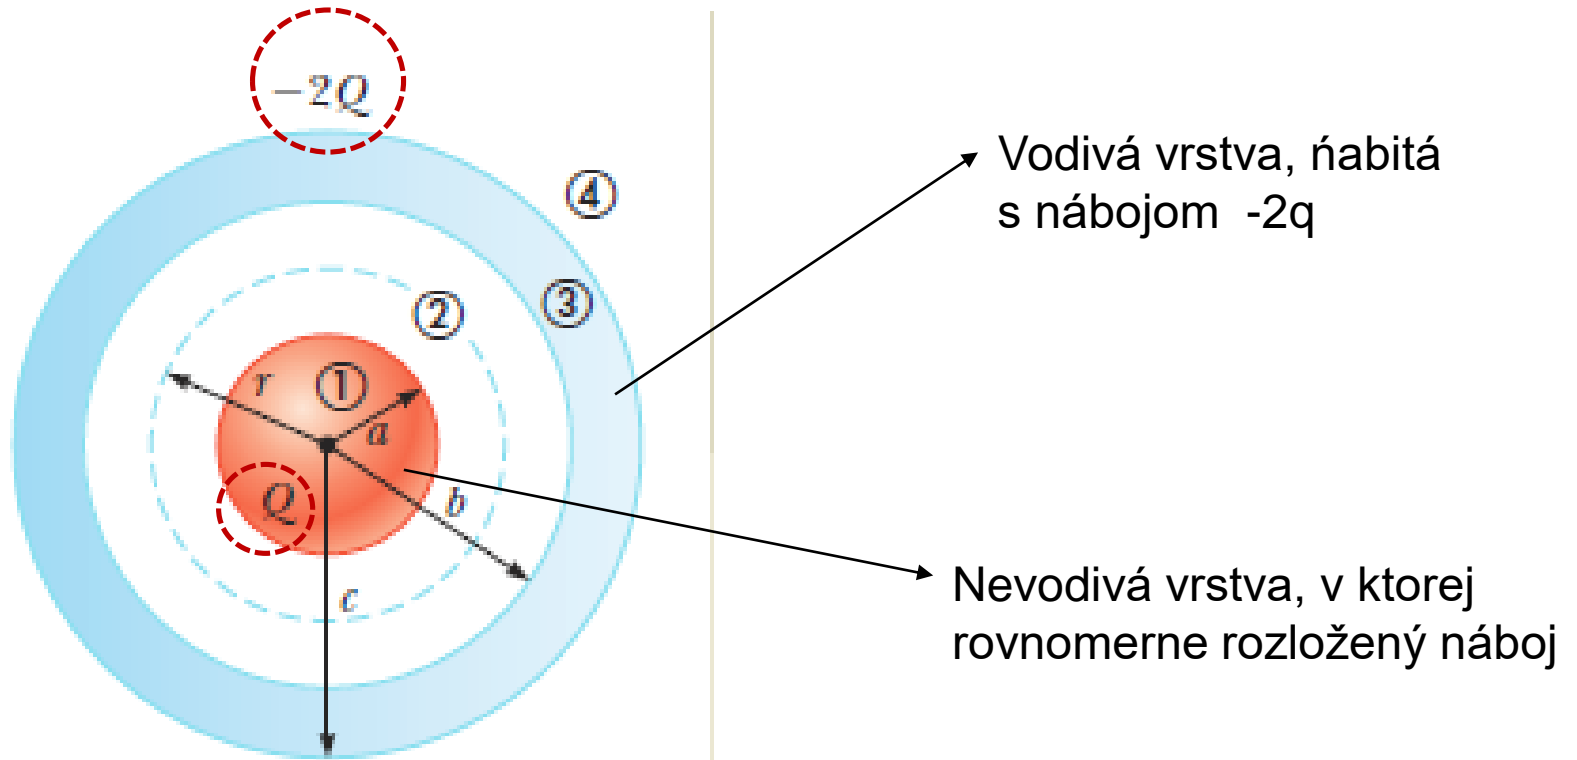 −2Q
④
③
②
①
r
a
Q
b
c
Vodivá vrstva, ńabitá
s nábojom -2q
Nevodivá vrstva, v ktorej
rovnomerne rozložený náboj